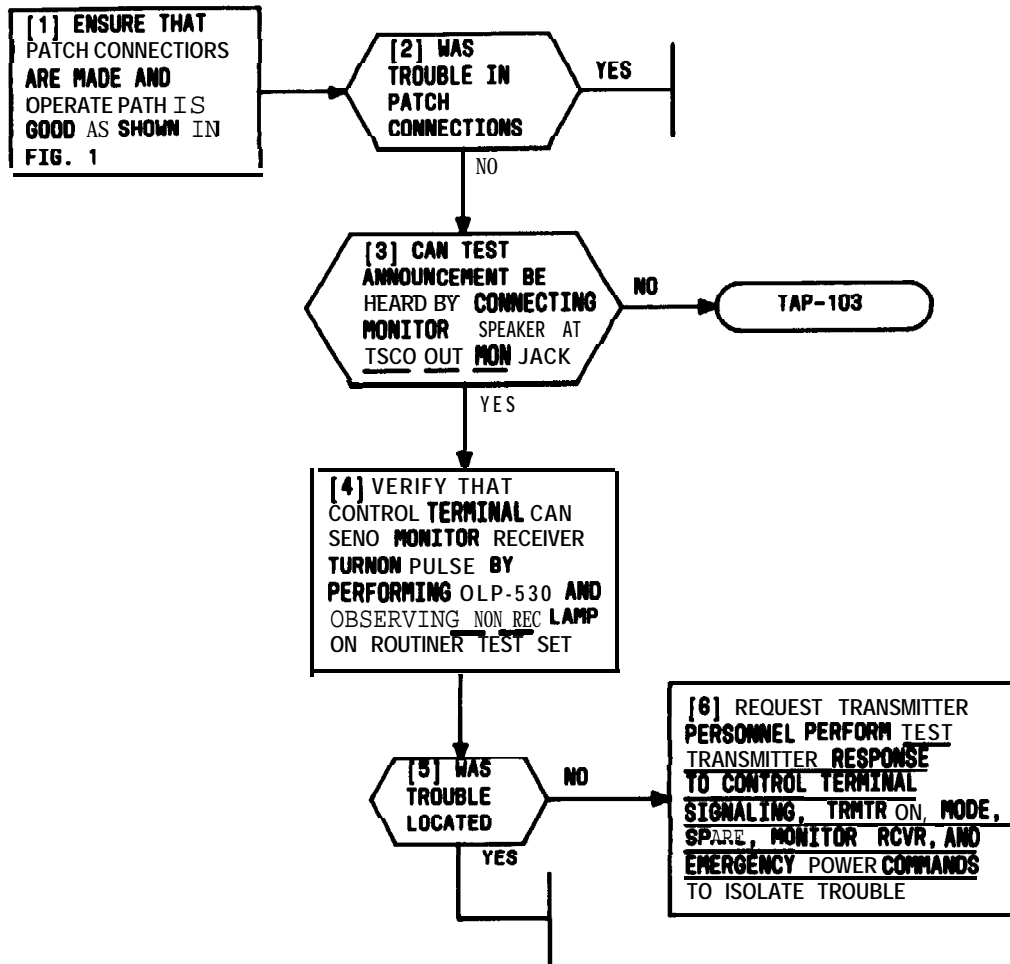 [1] ENSURE THAT
PATCH CONNECTIORS
ARE MADE AND
OPERATE PATH IS
GOOD AS SHOWN IN
FIG. 1
[2] WAS
TROUBLE IN
PATCH
CONNECTIONS
YES
NO
[3] CAN TEST
ANNOUNCEMENT BE
HEARD BY CONNECTING
MONITOR SPEAKER AT
TSCO OUT MON JACK
NO
TAP-103
YES
[4] VERIFY THAT
CONTROL TERMINAL CAN
SENO MONITOR RECEIVER
TURNON PULSE BY
PERFORMING OLP-530 AND
OBSERVING NON REC LAMP
ON ROUTINER TEST SET
[5] WAS
TROUBLE
LOCATED
NO
YES
[6] REQUEST TRANSMITTER
PERSONNEL PERFORM TEST
TRANSMITTER RESPONSE
TO CONTROL TERMINAL
SIGNALING, TRMTR ON, MODE,
SPARE, MONITOR RCVR, AND
EMERGENCY POWER COMMANDS
TO ISOLATE TROUBLE